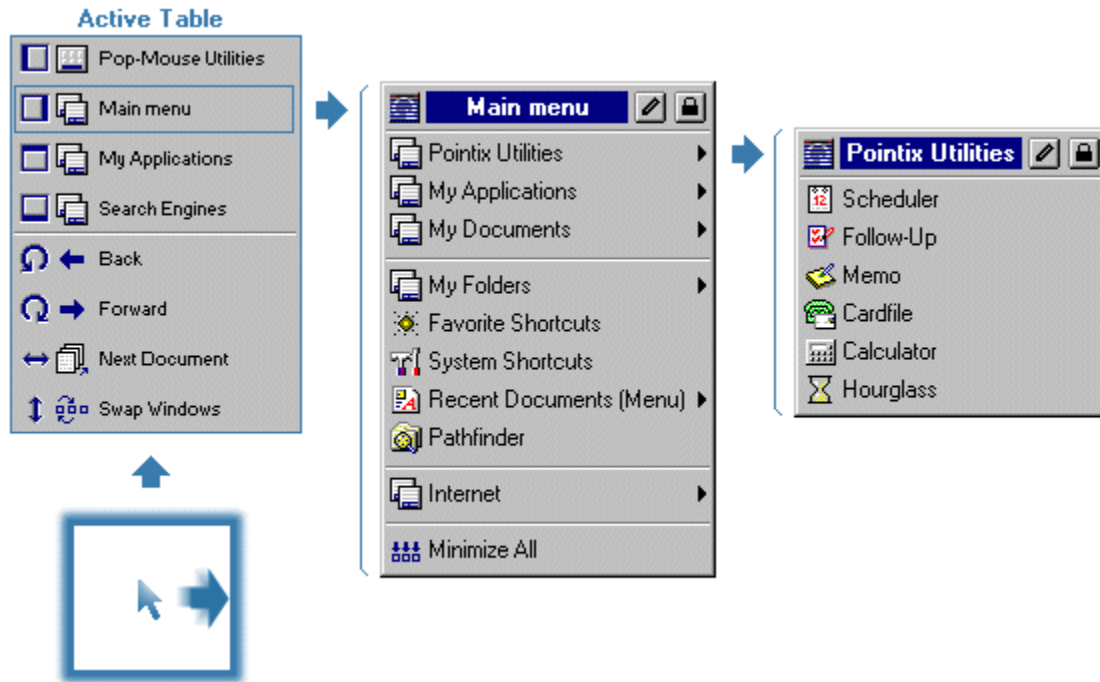 Active Table
Pop-Mouse Utilities
Main menu
My Applications
Search Engines
Back
Forward
Next Document
Swap Windows
Main menu
Pointix Utilities
My Applications
My Documents
My Folders
Favorite Shortcuts
System Shortcuts
Recent Documents (Menu)
Pathfinder
Internet
Minimize All
Pointix Utilities
12
Scheduler
Follow-Up
Memo
Cardfile
Calculator
Hourglass